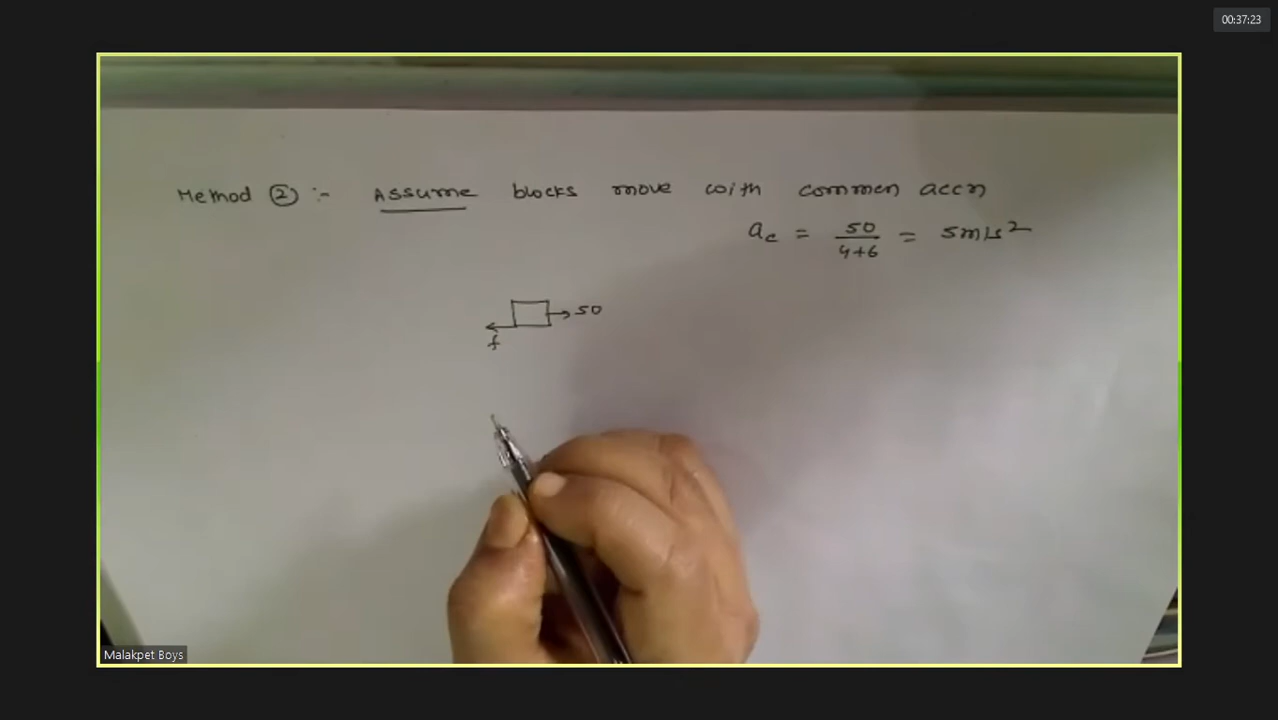 00:37:23
Method ② :- Assume blocks move with common accn
a_c = 50/4+6 = 5m/s²
50
f
Malakpet Boys